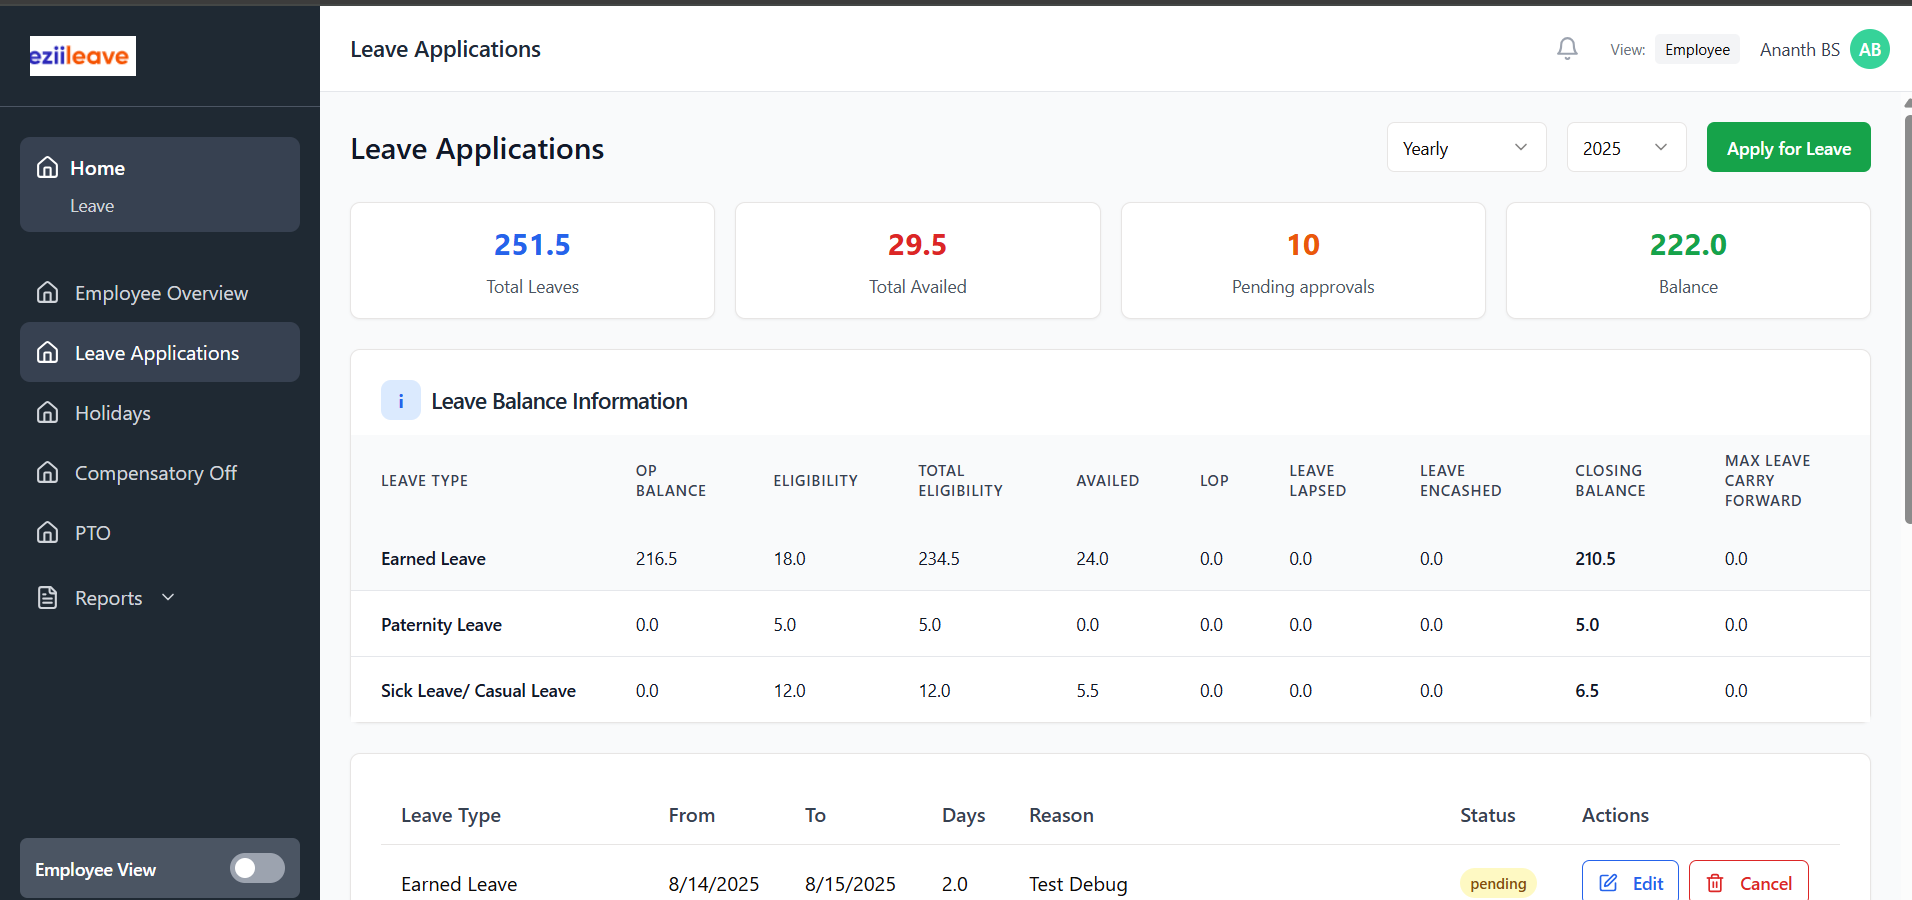 eziileave
Leave Applications
View: Employee Ananth BS AB
Home
Leave
Employee Overview
Leave Applications
Holidays
Compensatory Off
PTO
Reports
Employee View
Leave Applications
Yearly 2025 Apply for Leave
251.5 29.5 10 222.0
Total Leaves Total Availed Pending approvals Balance
i Leave Balance Information
LEAVE TYPE OP BALANCE ELIGIBILITY TOTAL ELIGIBILITY AVAILED LOP LEAVE LAPSED LEAVE ENCASHED CLOSING BALANCE MAX LEAVE CARRY FORWARD
Earned Leave 216.5 18.0 234.5 24.0 0.0 0.0 0.0 210.5 0.0
Paternity Leave 0.0 5.0 5.0 0.0 0.0 0.0 0.0 5.0 0.0
Sick Leave/ Casual Leave 0.0 12.0 12.0 5.5 0.0 0.0 0.0 6.5 0.0
Leave Type From To Days Reason Status Actions
Earned Leave 8/14/2025 8/15/2025 2.0 Test Debug pending Edit Cancel